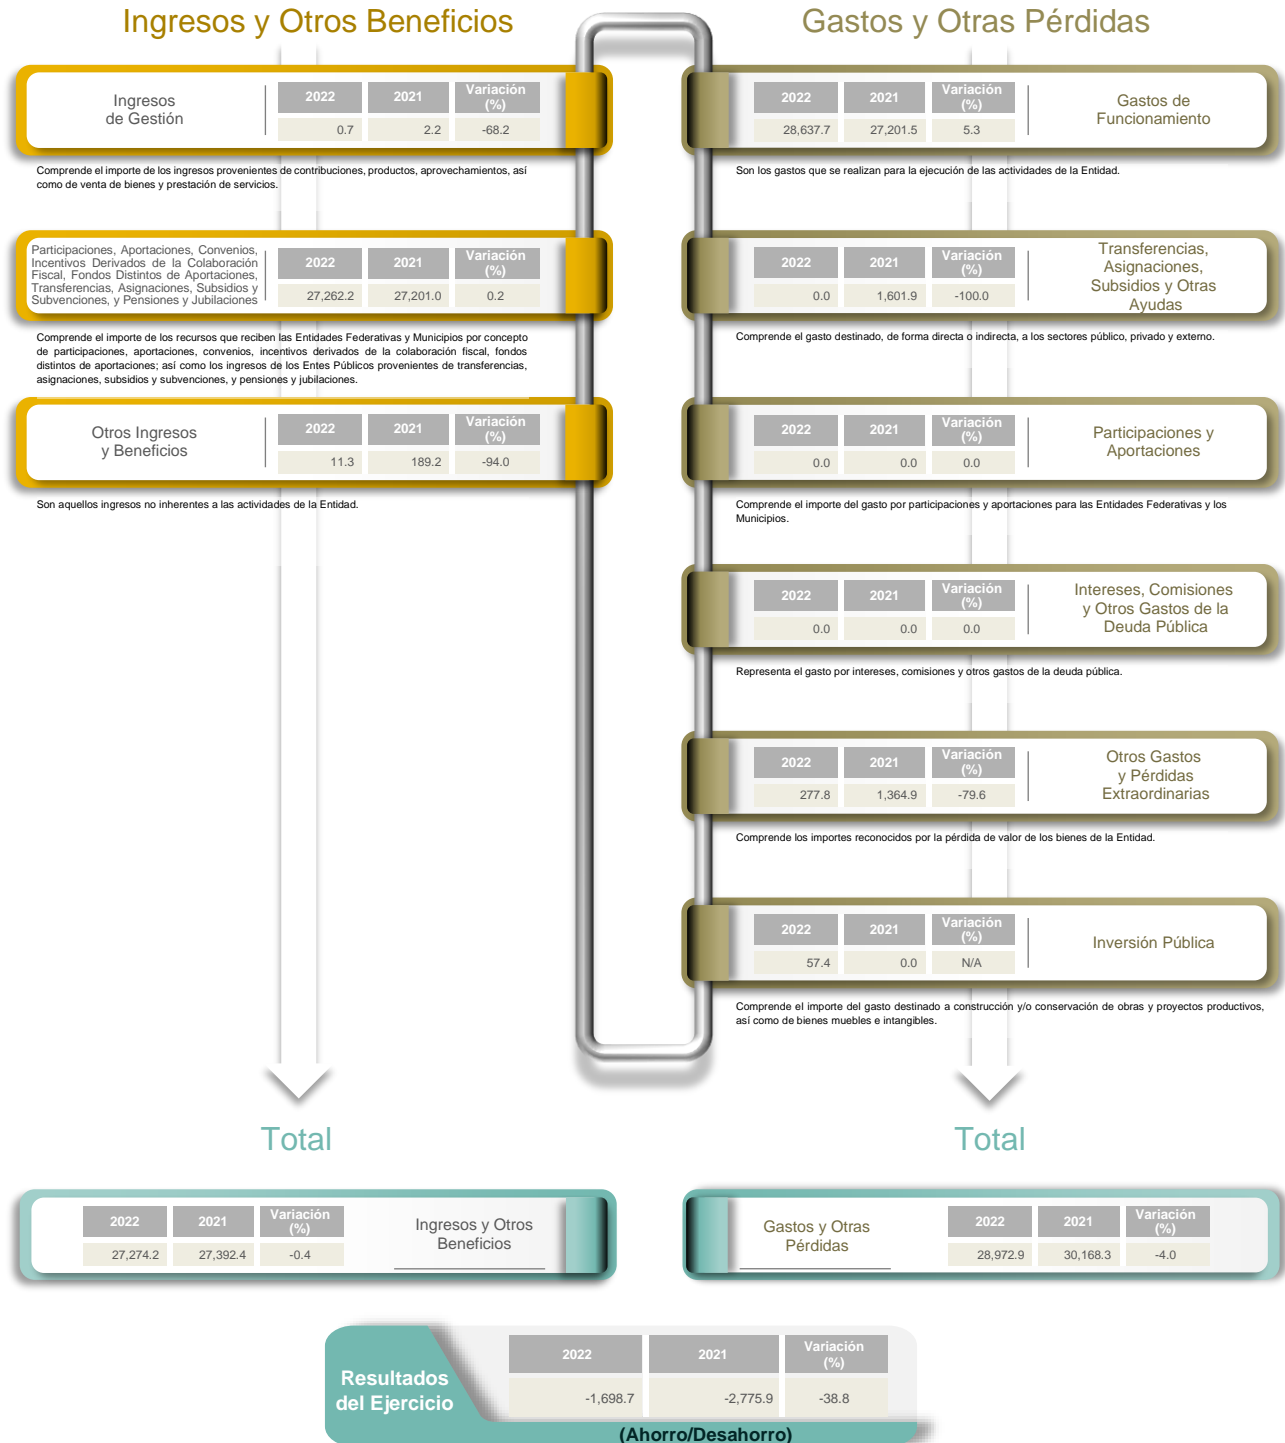 Ingresos y Otros Beneficios
Ingresos
de Gestión
2022 2021 Variación
(%)
0.7 2.2 -68.2
Comprende el importe de los ingresos provenientes de contribuciones, productos, aprovechamientos, así
como de venta de bienes y prestación de servicios.
Participaciones, Aportaciones, Convenios,
Incentivos Derivados de la Colaboración
Fiscal, Fondos Distintos de Aportaciones,
Transferencias, Asignaciones, Subsidios y
Subvenciones, y Pensiones y Jubilaciones
2022 2021 Variación
(%)
27,262.2 27,201.0 0.2
Comprende el importe de los recursos que reciben las Entidades Federativas y Municipios por concepto
de participaciones, aportaciones, convenios, incentivos derivados de la colaboración fiscal, fondos
distintos de aportaciones; así como los ingresos de los Entes Públicos provenientes de transferencias,
asignaciones, subsidios y subvenciones, y pensiones y jubilaciones.
Otros Ingresos
y Beneficios
2022 2021 Variación
(%)
11.3 189.2 -94.0
Son aquellos ingresos no inherentes a las actividades de la Entidad.
Gastos y Otras Pérdidas
2022 2021 Variación
(%)
28,637.7 27,201.5 5.3
Gastos de
Funcionamiento
Son los gastos que se realizan para la ejecución de las actividades de la Entidad.
2022 2021 Variación
(%)
0.0 1,601.9 -100.0
Transferencias,
Asignaciones,
Subsidios y Otras
Ayudas
Comprende el gasto destinado, de forma directa o indirecta, a los sectores público, privado y externo.
2022 2021 Variación
(%)
0.0 0.0 0.0
Participaciones y
Aportaciones
Comprende el importe del gasto por participaciones y aportaciones para las Entidades Federativas y los
Municipios.
2022 2021 Variación
(%)
0.0 0.0 0.0
Intereses, Comisiones
y Otros Gastos de la
Deuda Pública
Representa el gasto por intereses, comisiones y otros gastos de la deuda pública.
2022 2021 Variación
(%)
277.8 1,364.9 -79.6
Otros Gastos
y Pérdidas
Extraordinarias
Comprende los importes reconocidos por la pérdida de valor de los bienes de la Entidad.
2022 2021 Variación
(%)
57.4 0.0 N/A
Inversión Pública
Comprende el importe del gasto destinado a construcción y/o conservación de obras y proyectos productivos,
así como de bienes muebles e intangibles.
Total
2022 2021 Variación
(%)
27,274.2 27,392.4 -0.4
Ingresos y Otros
Beneficios
Total
Gastos y Otras
Pérdidas
2022 2021 Variación
(%)
28,972.9 30,168.3 -4.0
Resultados
del Ejercicio
2022 2021 Variación
(%)
-1,698.7 -2,775.9 -38.8
(Ahorro/Desahorro)